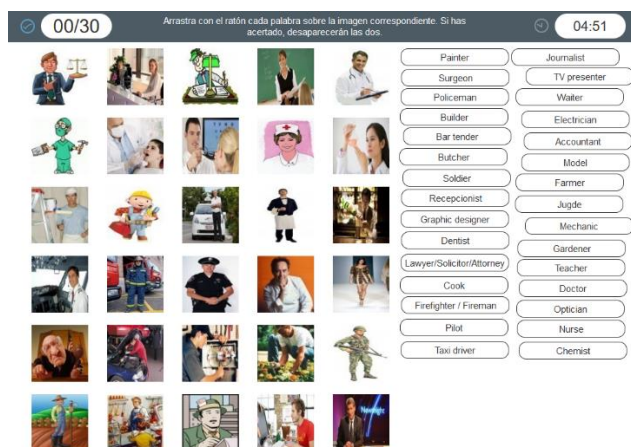 00/30
Arrastra con el ratón cada palabra sobre la imagen correspondiente. Si has
acertado, desaparecerán las dos.
04:51
Painter
Surgeon
Policeman
Builder
Bar tender
Butcher
Soldier
Recepcionist
Graphic designer
Dentist
Lawyer/Solicitor/Attorney
Cook
Firefighter / Fireman
Pilot
Taxi driver
Journalist
TV presenter
Waiter
Electrician
Accountant
Model
Farmer
Jugde
Mechanic
Gardener
Teacher
Doctor
Optician
Nurse
Chemist